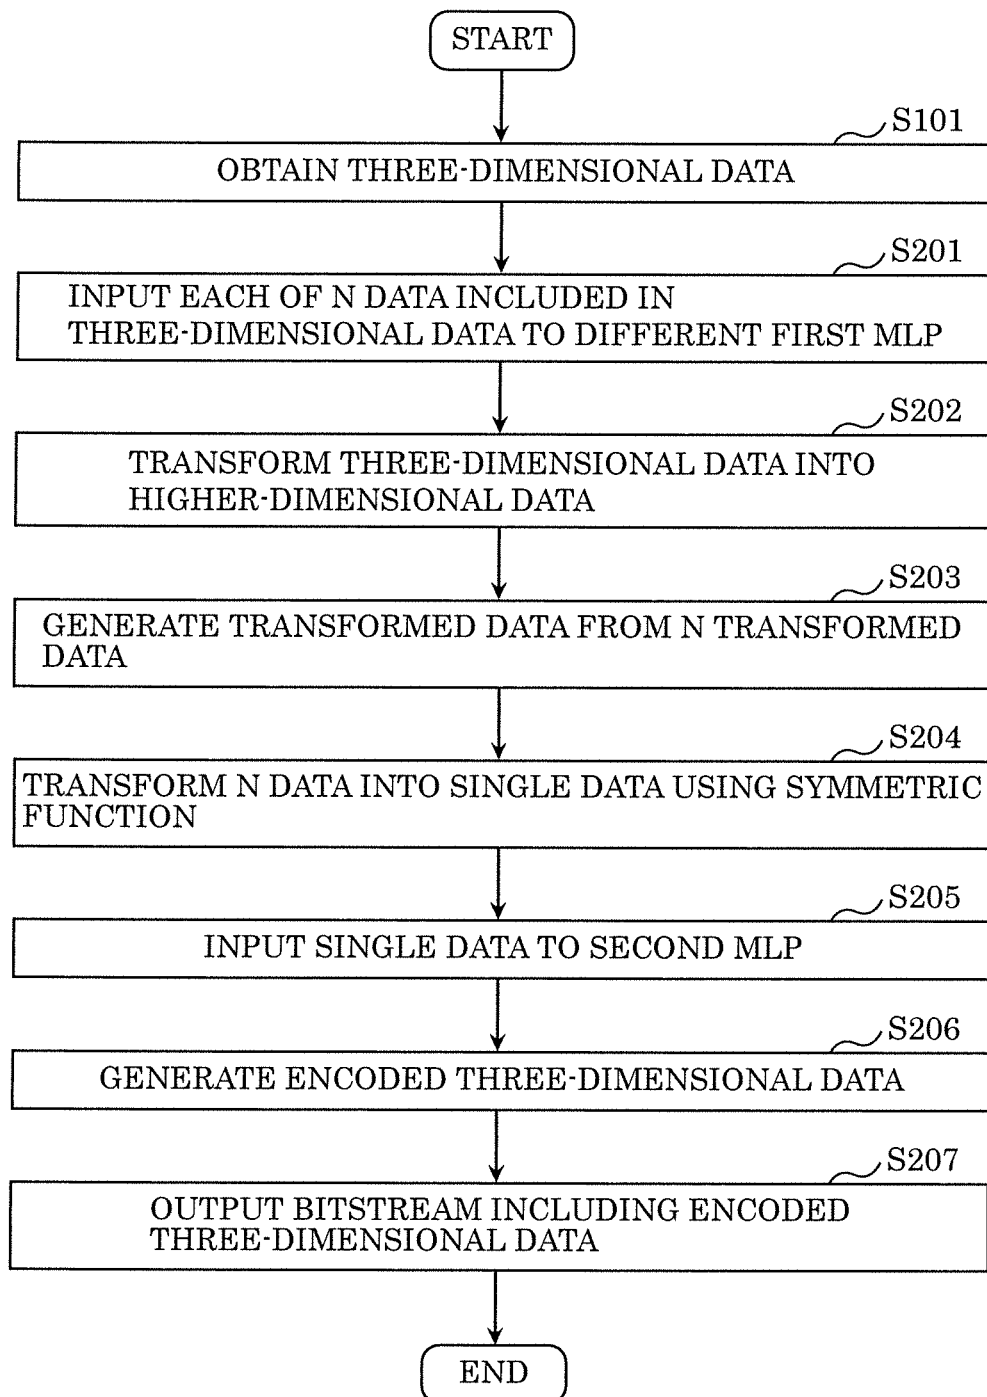 START
S101
OBTAIN THREE-DIMENSIONAL DATA
S201
INPUT EACH OF N DATA INCLUDED IN
THREE-DIMENSIONAL DATA TO DIFFERENT FIRST MLP
S202
TRANSFORM THREE-DIMENSIONAL DATA INTO
HIGHER-DIMENSIONAL DATA
S203
GENERATE TRANSFORMED DATA FROM N TRANSFORMED
DATA
S204
TRANSFORM N DATA INTO SINGLE DATA USING SYMMETRIC
FUNCTION
S205
INPUT SINGLE DATA TO SECOND MLP
S206
GENERATE ENCODED THREE-DIMENSIONAL DATA
S207
OUTPUT BITSTREAM INCLUDING ENCODED
THREE-DIMENSIONAL DATA
END